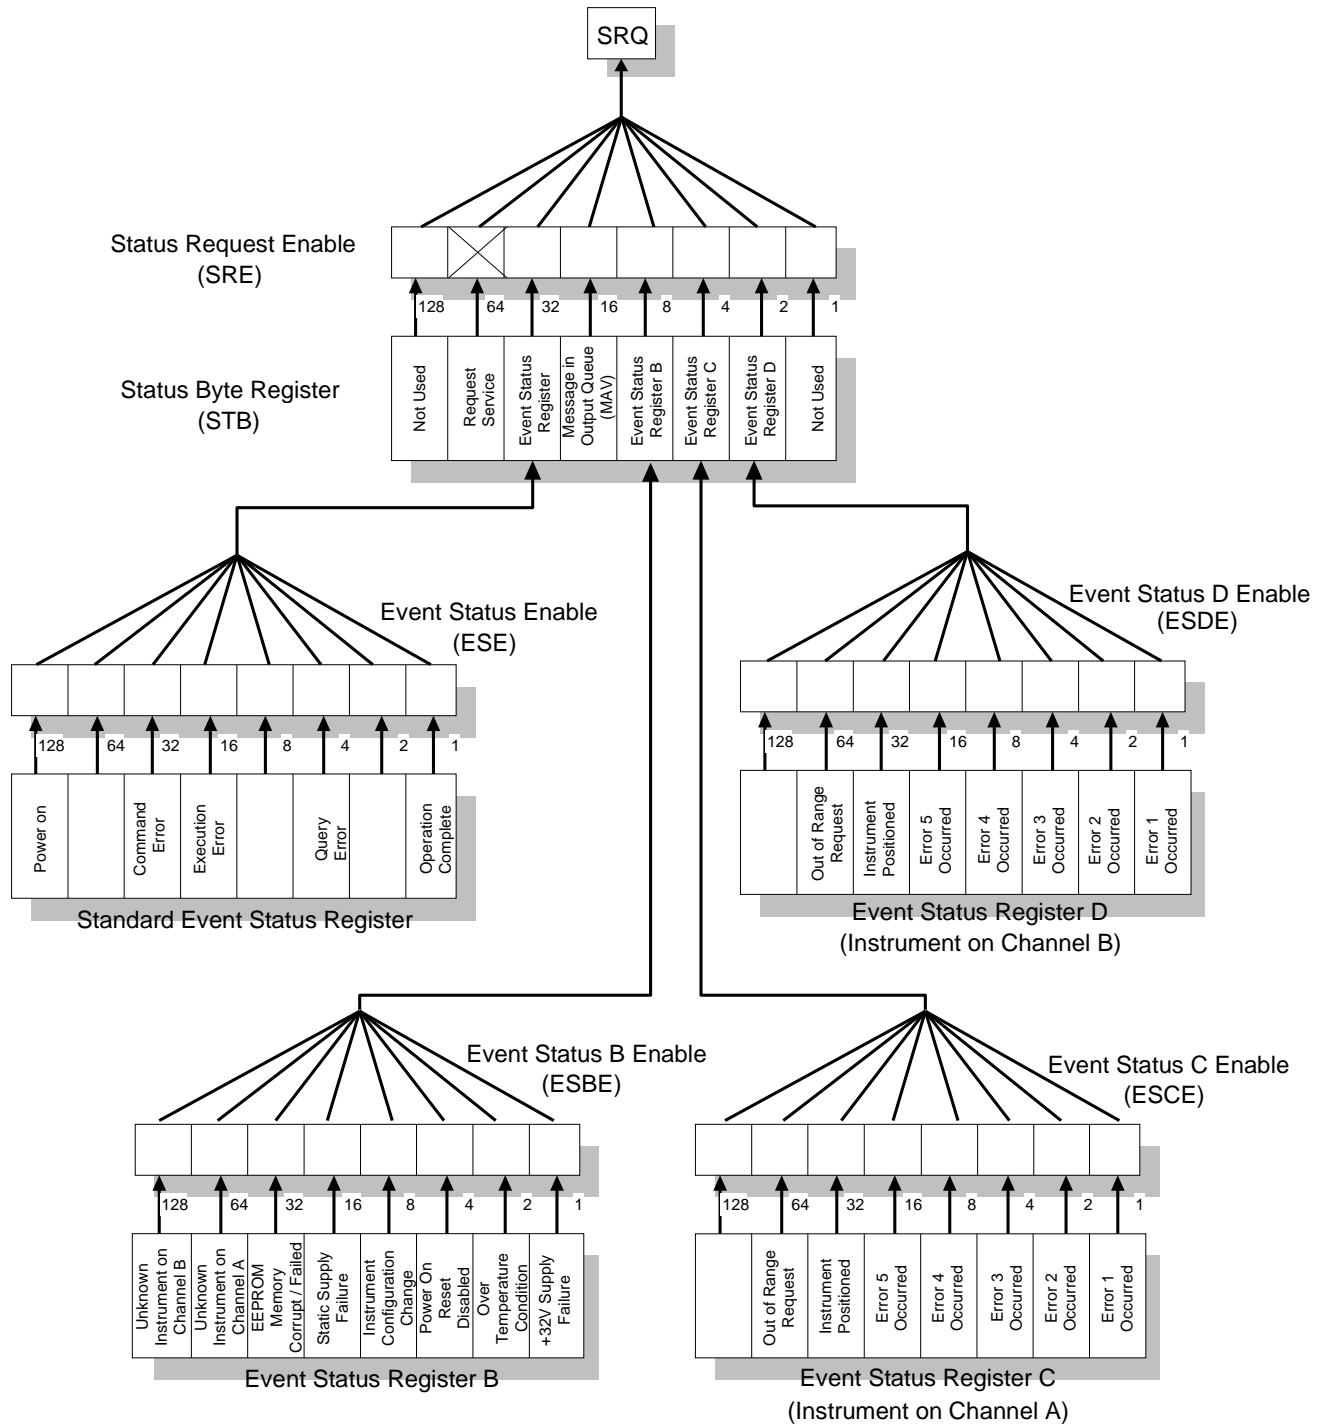 SRQ
Status Request Enable
(SRE)
128 64 32 16 8 4 2 1
Status Byte Register
(STB)
Not Used
Request
Service
Event Status
Register
Message in
Output Queue
(MAV)
Event Status
Register B
Event Status
Register C
Event Status
Register D
Not Used
Event Status Enable
(ESE)
128 64 32 16 8 4 2 1
Power on
Command
Error
Execution
Error
Query
Error
Operation
Complete
Standard Event Status Register
Event Status D Enable
(ESDE)
128 64 32 16 8 4 2 1
Out of Range
Request
Instrument
Positioned
Error 5
Occurred
Error 4
Occurred
Error 3
Occurred
Error 2
Occurred
Error 1
Occurred
Event Status Register D
(Instrument on Channel B)
Event Status B Enable
(ESBE)
128 64 32 16 8 4 2 1
Unknown
Instrument on
Channel B
Unknown
Instrument on
Channel A
EEPROM
Memory
Corrupt / Failed
Static Supply
Failure
Instrument
Configuration
Change
Power On
Reset
Disabled
Over
Temperature
Condition
+32V Supply
Failure
Event Status Register B
Event Status C Enable
(ESCE)
128 64 32 16 8 4 2 1
Out of Range
Request
Instrument
Positioned
Error 5
Occurred
Error 4
Occurred
Error 3
Occurred
Error 2
Occurred
Error 1
Occurred
Event Status Register C
(Instrument on Channel A)